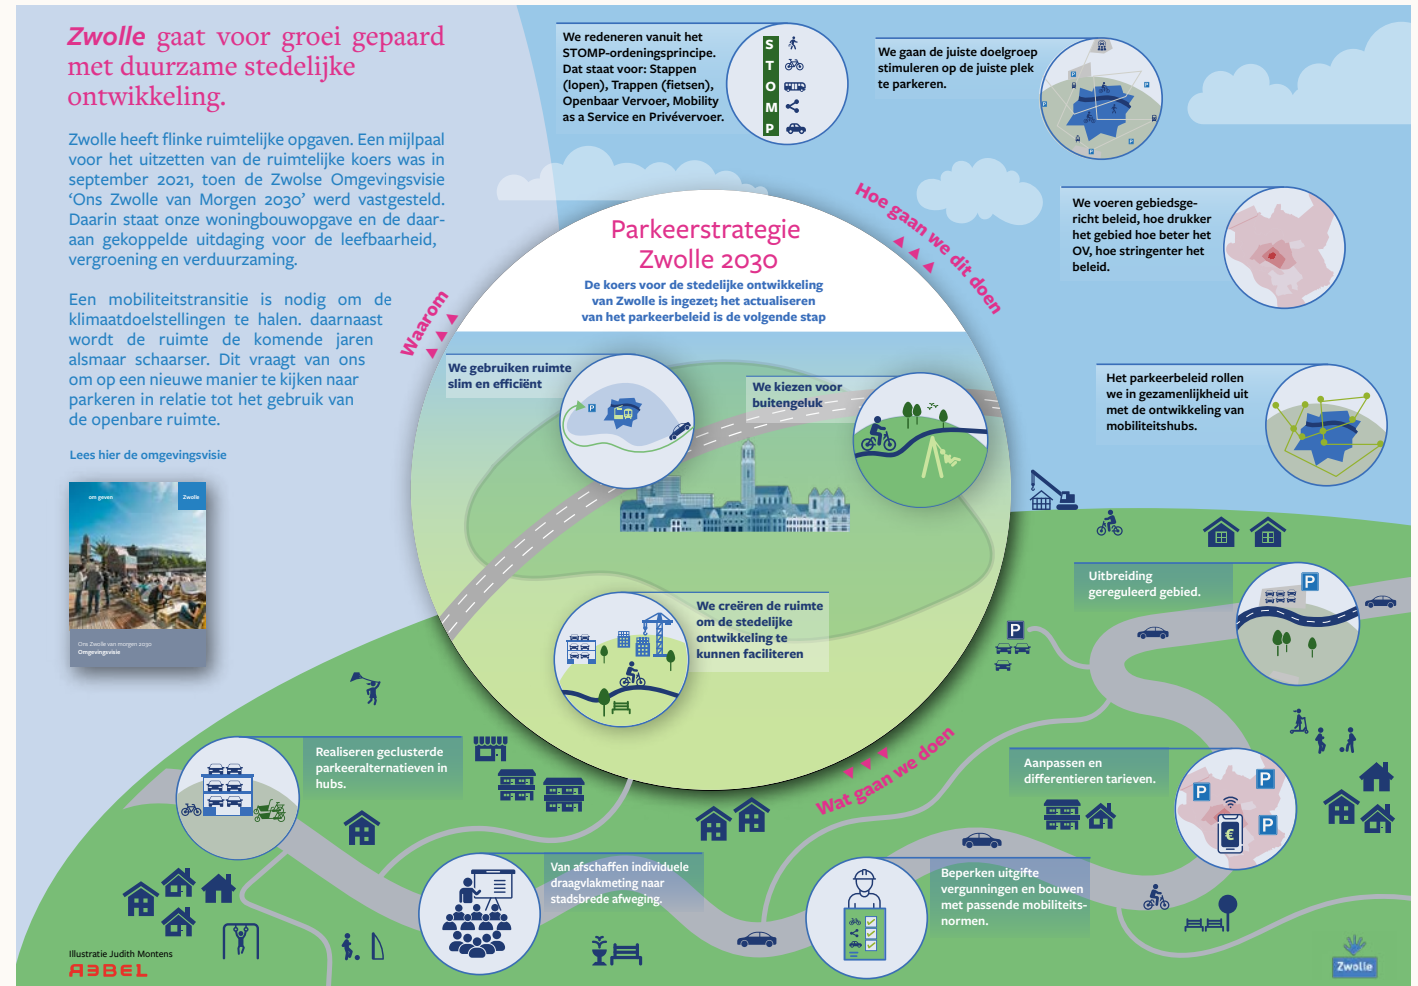 Zwolle gaat voor groei gepaard
met duurzame stedelijke
ontwikkeling.
Zwolle heeft flinke ruimtelijke opgaven. Een mijlpaal
voor het uitzetten van de ruimtelijke koers was in
september 2021, toen de Zwolse Omgevingsvisie
‘Ons Zwolle van Morgen 2030’ werd vastgesteld.
Daarin staat onze woningbouwopgave en de daar-
aan gekoppelde uitdaging voor de leefbaarheid,
vergroening en verduurzaming.
Een mobiliteitstransitie is nodig om de
klimaatdoelstellingen te halen. daarnaast
wordt de ruimte de komende jaren
alsmaar schaarser. Dit vraagt van ons
om op een nieuwe manier te kijken naar
parkeren in relatie tot het gebruik van
de openbare ruimte.
Lees hier de omgevingsvisie
om geven
Zwolle
Ons Zwolle van morgen 2030
Omgevingsvisie
Waarom
Parkeerstrategie
Zwolle 2030
De koers voor de stedelijke ontwikkeling
van Zwolle is ingezet; het actualiseren
van het parkeerbeleid is de volgende stap
We gebruiken ruimte
slim en efficiënt
P
We kiezen voor
buitengeluk
We creëren de ruimte
om de stedelijke
ontwikkeling te
kunnen faciliteren
Hoe gaan we dit doen
We redeneren vanuit het
STOMP-ordeningsprincipe.
Dat staat voor: Stappen
(lopen), Trappen (fietsen),
Openbaar Vervoer, Mobility
as a Service en Privévervoer.
S
T
O
M
P
We gaan de juiste doelgroep
stimuleren op de juiste plek
te parkeren.
P
P
P
P
P
P
We voeren gebiedsge-
richt beleid, hoe drukker
het gebied hoe beter het
OV, hoe stringenter het
beleid.
Het parkeerbeleid rollen
we in gezamenlijkheid uit
met de ontwikkeling van
mobiliteitshubs.
Wat gaan we doen
Uitbreiding
gereguleerd gebied.
P
P
Aanpassen en
differentiëren tarieven.
P
P
P
€
Beperken uitgifte
vergunningen en bouwen
met passende mobiliteits-
normen.
Van afschaffen individuele
draagvlakmeting naar
stadsbrede afweging.
Realiseren geclusterde
parkeeralternatieven in
hubs.
Illustratie Judith Montens
ABBEL
Zwolle